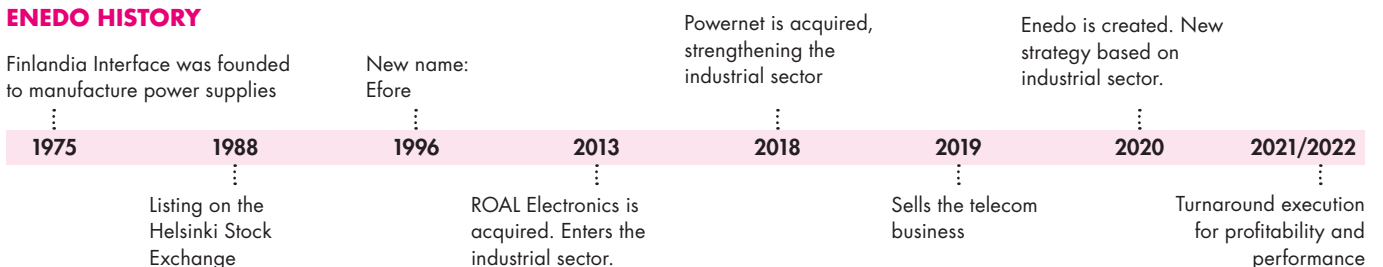 ENEDO HISTORY
Finlandia Interface was founded
to manufacture power supplies
New name:
Efore
Powernet is acquired,
strengthening the
industrial sector
Enedo is created. New
strategy based on
industrial sector.
1975 1988 1996 2013 2018 2019 2020 2021/2022
Listing on the
Helsinki Stock
Exchange
ROAL Electronics is
acquired. Enters the
industrial sector.
Sells the telecom
business
Turnaround execution
for profitability and
performance